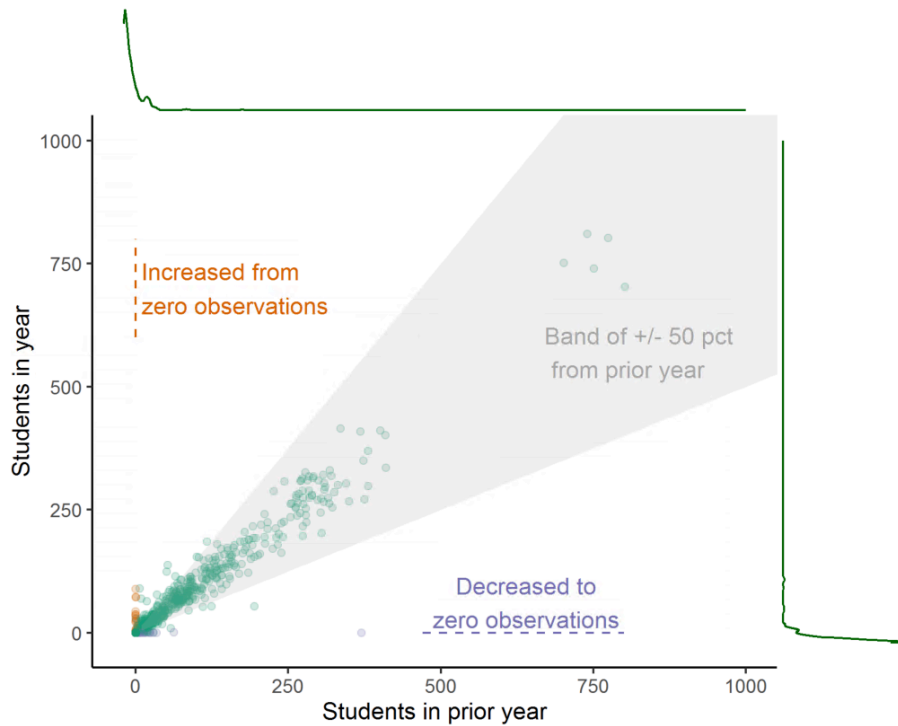 1000
750
500
250
0
Students in year
Increased from
zero observations
Band of +/- 50 pct
from prior year
Decreased to
zero observations
0
250
500
750
1000
Students in prior year